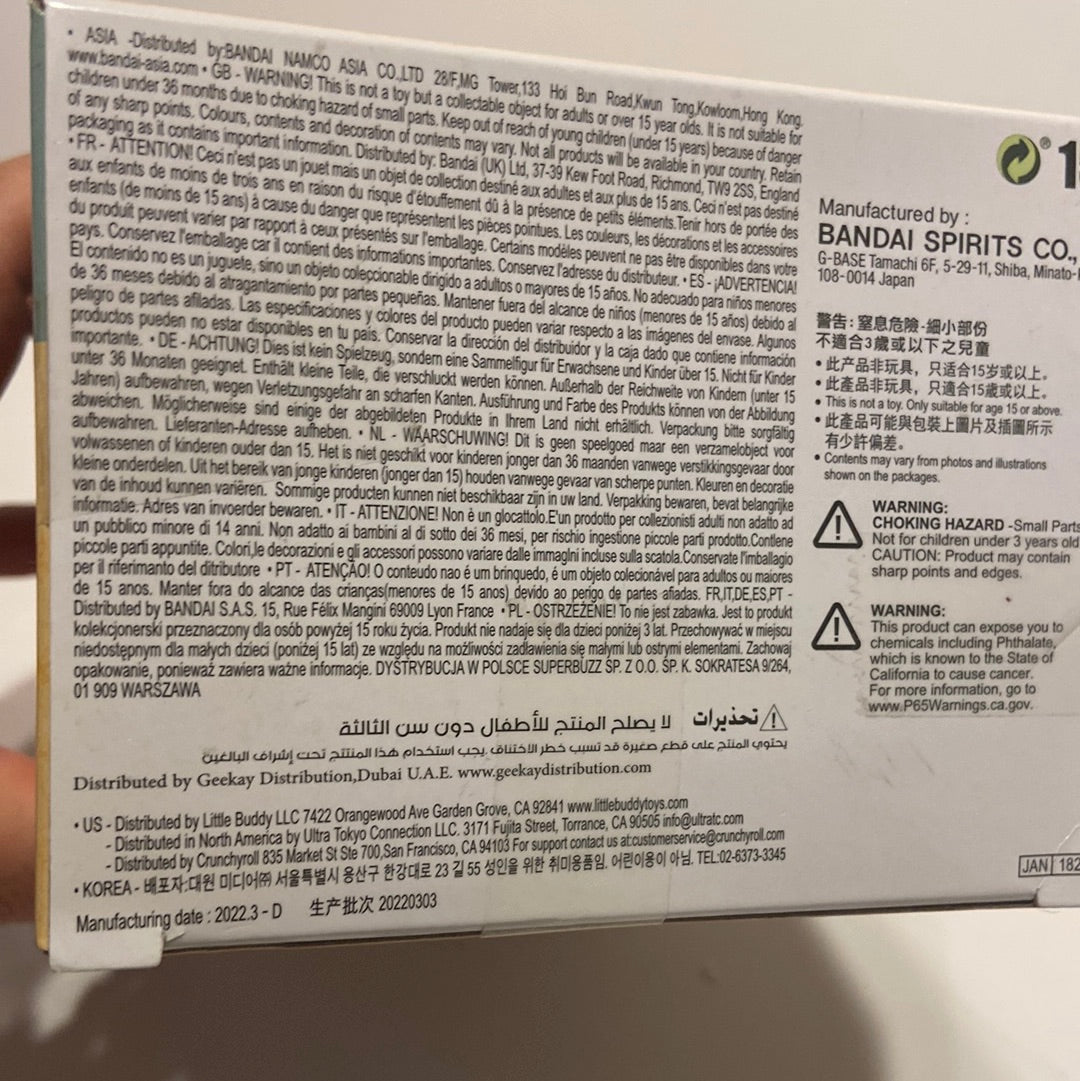 • ASIA -Distributed by:BANDAI NAMCO ASIA CO.,LTD 28/F,MG Tower,133 Hoi Bun Road,Kwun Tong,Kowloom,Hong Kong.
www.bandai-asia.com • GB - WARNING! This is not a toy but a collectable object for adults or over 15 year olds. It is not suitable for
children under 36 months due to choking hazard of small parts. Keep out of reach of young children (under 15 years) because of danger
of any sharp points. Colours, contents and decoration of contents may vary. Not all products will be available in your country. Retain
packaging as it contains important information. Distributed by: Bandai (UK) Ltd, 37-39 Kew Foot Road, Richmond, TW9 2SS, England
• FR - ATTENTION! Ceci n'est pas un jouet mais un objet de collection destiné aux adultes et aux plus de 15 ans. Ceci n'est pas destiné
aux enfants de moins de trois ans en raison du risque d'étouffement dû à la présence de petits éléments.Tenir hors de portée des
enfants (de moins de 15 ans) à cause du danger que représentent les pièces pointues. Les couleurs, les décorations et les accessoires
du produit peuvent varier par rapport à ceux présentés sur l'emballage. Certains modèles peuvent ne pas être disponibles dans votre
pays. Conservez l'emballage car il contient des informations importantes. Conservez l'adresse du distributeur. • ES - ¡ADVERTENCIA!
El contenido no es un juguete, sino un objeto coleccionable dirigido a adultos o mayores de 15 años. No adecuado para niños menores
de 36 meses debido al atragantamiento por partes pequeñas. Mantener fuera del alcance de niños (menores de 15 años) debido al
peligro de partes afiladas. Las especificaciones y colores del producto pueden variar respecto a las imágenes del envase. Algunos
productos pueden no estar disponibles en tu país. Conservar la dirección del distribuidor y la caja dado que contiene información
importante. • DE - ACHTUNG! Dies ist kein Spielzeug, sondern eine Sammelfigur für Erwachsene und Kinder über 15. Nicht für Kinder
unter 36 Monaten geeignet. Enthält kleine Teile, die verschluckt werden können. Außerhalb der Reichweite von Kindern (unter 15
Jahren) aufbewahren, wegen Verletzungsgefahr an scharfen Kanten. Ausführung und Farbe des Produkts können von der Abbildung
abweichen. Möglicherweise sind einige der abgebildeten Produkte in Ihrem Land nicht erhältlich. Verpackung bitte sorgfältig
aufbewahren. Lieferanten-Adresse aufheben. • NL - WAARSCHUWING! Dit is geen speelgoed maar een verzamelobject voor
volwassenen of kinderen ouder dan 15. Het is niet geschikt voor kinderen jonger dan 36 maanden vanwege verstikkingsgevaar door
kleine onderdelen. Uit het bereik van jonge kinderen (jonger dan 15) houden vanwege gevaar van scherpe punten. Kleuren en decoratie
van de inhoud kunnen variëren. Sommige producten kunnen niet beschikbaar zijn in uw land. Verpakking bewaren, bevat belangrijke
informatie. Adres van invoerder bewaren. • IT - ATTENZIONE! Non è un glocattolo.E'un prodotto per collezionisti adulti non adatto ad
un pubblico minore di 14 anni. Non adatto ai bambini al di sotto dei 36 mesi, per rischio ingestione piccole parti prodotto.Contlene
piccole parti appuntite. Colori,le decorazioni e gli accessori possono variare dalle immaglni incluse sulla scatola.Conservate l'imballagio
per il riferimanto del ditributore • PT - ATENÇÃO! O conteudo nao é um brinquedo, é um objeto colecionável para adultos ou maiores
de 15 anos. Manter fora do alcance das crianças(menores de 15 anos) devido ao perigo de partes afiadas. FR,IT,DE,ES,PT -
Distributed by BANDAI S.A.S. 15, Rue Félix Mangini 69009 Lyon France • PL - OSTRZEŻENIE! To nie jest zabawka. Jest to produkt
kolekcjonerski przeznaczony dla osób powyżej 15 roku życia. Produkt nie nadaje się dla dzieci poniżej 3 lat. Przechowywać w miejscu
niedostępnym dla małych dzieci (poniżej 15 lat) ze względu na możliwości zadławienia się małymi lub ostrymi elementami. Zachowaj
opakowanie, ponieważ zawiera ważne informacje. DYSTRYBUCJA W POLSCE SUPERBUZZ SP. Z O.O. SP. K. SOKRATESA 9/264,
01 909 WARSZAWA
تحذيرات لا يصلح المنتج للأطفال دون سن الثالثة
يحتوي المنتج على قطع صغيرة قد تسبب خطر الاختناق. يجب استخدام هذا المنتج تحت إشراف البالغين
Distributed by Geekay Distribution,Dubai U.A.E. www.geekaydistribution.com
• US - Distributed by Little Buddy LLC 7422 Orangewood Ave Garden Grove, CA 92841 www.littlebuddytoys.com
- Distributed in North America by Ultra Tokyo Connection LLC. 3171 Fujita Street, Torrance, CA 90505 info@ultratc.com
- Distributed by Crunchyroll 835 Market St Ste 700,San Francisco, CA 94103 For support contact us at:customerservice@crunchyroll.com
• KOREA - 배포자:대원 미디어㈜ 서울특별시 용산구 한강대로 23 길 55 성인을 위한 취미용품임. 어린이용이 아님. TEL:02-6373-3345
Manufacturing date : 2022.3 - D 生产批次 20220303
Manufactured by :
BANDAI SPIRITS CO.,
G-BASE Tamachi 6F, 5-29-11, Shiba, Minato-
108-0014 Japan
警告：窒息危險-細小部份
不適合3歲或以下之兒童
• 此产品非玩具，只适合15岁或以上。
• 此產品非玩具，只適合15歲或以上。
• This is not a toy. Only suitable for age 15 or above.
• 此產品可能與包裝上圖片及插圖所示
有少許偏差。
• Contents may vary from photos and illustrations
shown on the packages.
WARNING:
CHOKING HAZARD -Small Parts
Not for children under 3 years old
CAUTION: Product may contain
sharp points and edges.
WARNING:
This product can expose you to
chemicals including Phthalate,
which is known to the State of
California to cause cancer.
For more information, go to
www.P65Warnings.ca.gov.
JAN 182